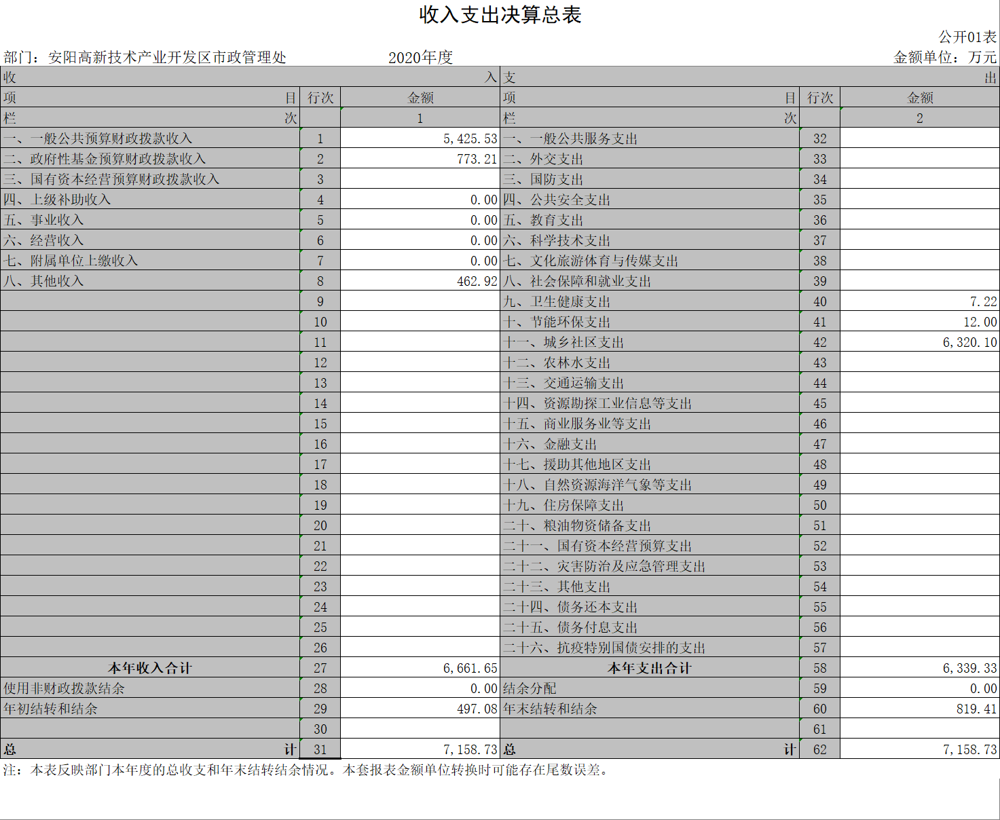 收入支出决算总表
公开01表
部门：安阳高新技术产业开发区市政管理处 2020年度 金额单位：万元
收 入 支 出
项 目 行次 金额 项 目 行次 金额
栏 次 1 栏 次 2
一、一般公共预算财政拨款收入 1 5,425.53 一、一般公共服务支出 32
二、政府性基金预算财政拨款收入 2 773.21 二、外交支出 33
三、国有资本经营预算财政拨款收入 3 三、国防支出 34
四、上级补助收入 4 0.00 四、公共安全支出 35
五、事业收入 5 0.00 五、教育支出 36
六、经营收入 6 0.00 六、科学技术支出 37
七、附属单位上缴收入 7 0.00 七、文化旅游体育与传媒支出 38
八、其他收入 8 462.92 八、社会保障和就业支出 39
9 九、卫生健康支出 40 7.22
10 十、节能环保支出 41 12.00
11 十一、城乡社区支出 42 6,320.10
12 十二、农林水支出 43
13 十三、交通运输支出 44
14 十四、资源勘探工业信息等支出 45
15 十五、商业服务业等支出 46
16 十六、金融支出 47
17 十七、援助其他地区支出 48
18 十八、自然资源海洋气象等支出 49
19 十九、住房保障支出 50
20 二十、粮油物资储备支出 51
21 二十一、国有资本经营预算支出 52
22 二十二、灾害防治及应急管理支出 53
23 二十三、其他支出 54
24 二十四、债务还本支出 55
25 二十五、债务付息支出 56
26 二十六、抗疫特别国债安排的支出 57
本年收入合计 27 6,661.65 本年支出合计 58 6,339.33
使用非财政拨款结余 28 0.00 结余分配 59 0.00
年初结转和结余 29 497.08 年末结转和结余 60 819.41
30 61
总 计 31 7,158.73 总 计 62 7,158.73
注：本表反映部门本年度的总收支和年末结转结余情况。本套报表金额单位转换时可能存在尾数误差。